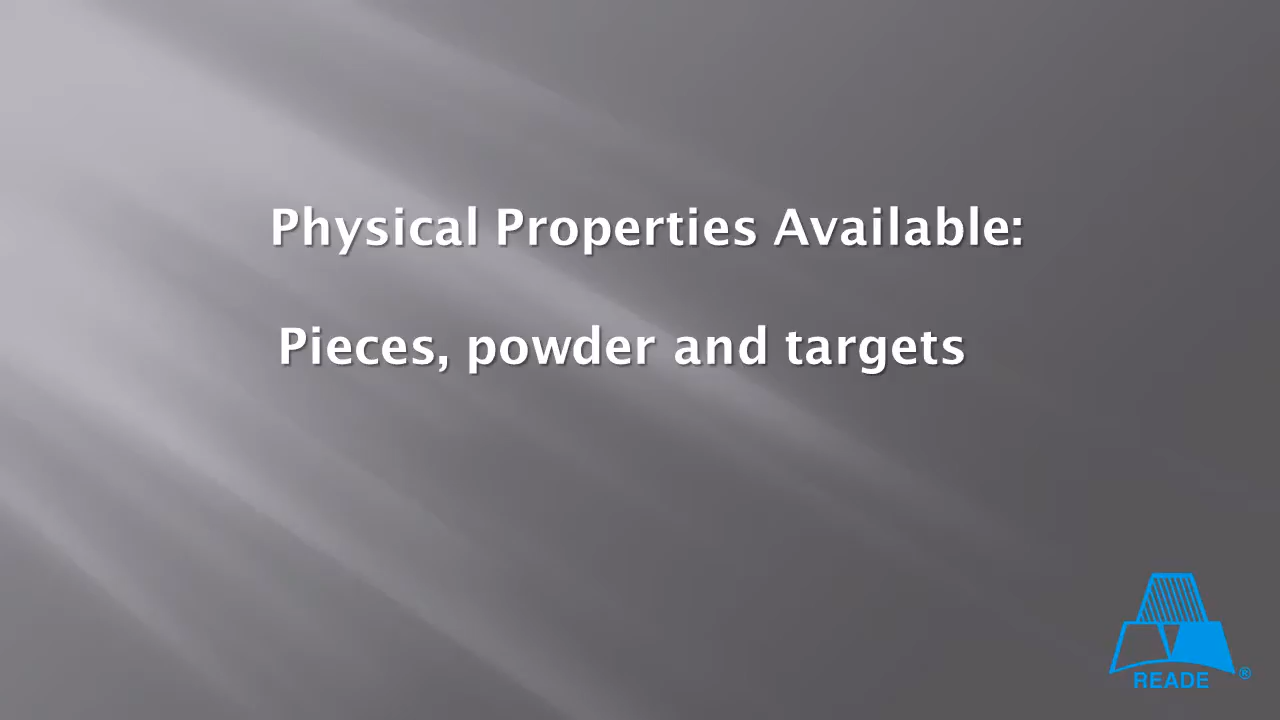 Physical Properties Available:
Pieces, powder and targets
READE®